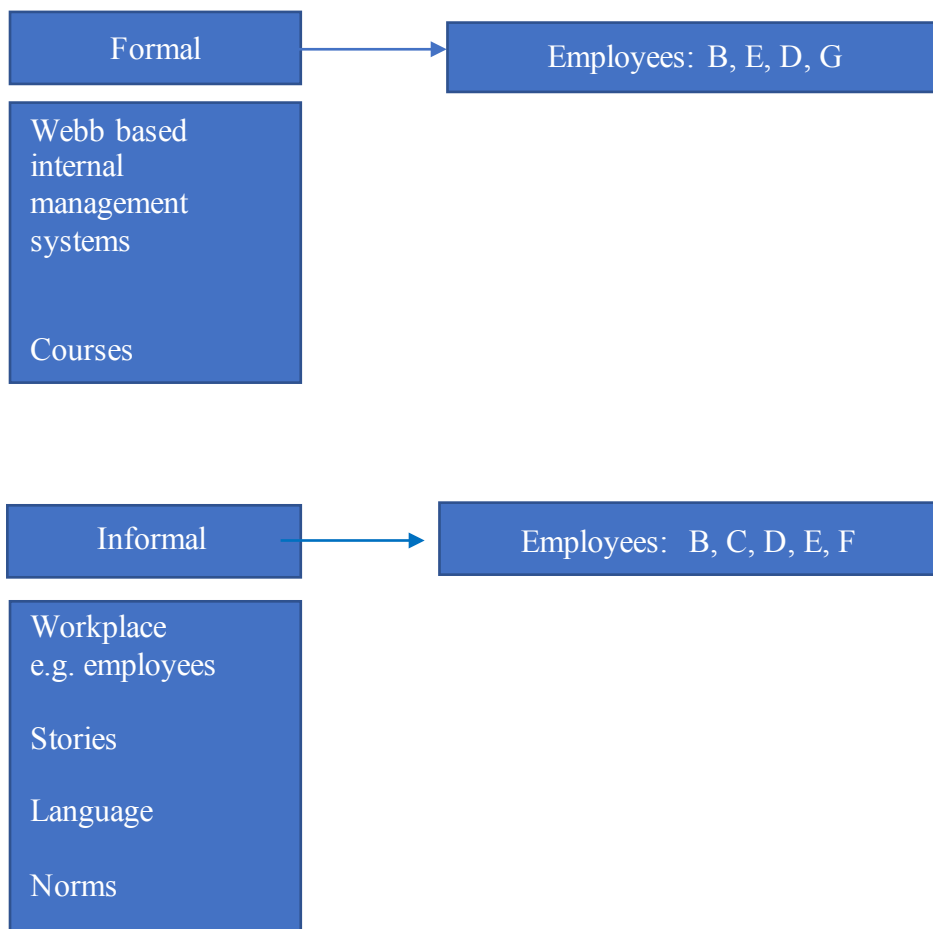 Formal
Employees: B, E, D, G
Webb based
internal
management
systems
Courses
Informal
Employees: B, C, D, E, F
Workplace
e.g. employees
Stories
Language
Norms